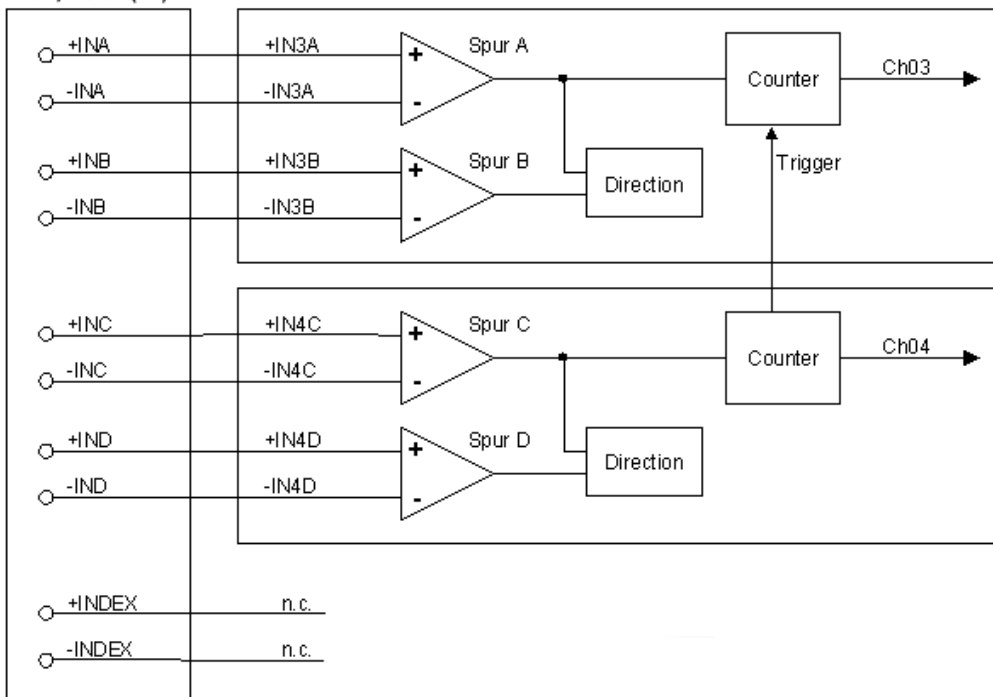 +INA +IN3A Spur A
Counter Ch03
-INA -IN3A
+INB +IN3B Spur B
Trigger
Direction
-INB -IN3B
+INC +IN4C Spur C
Counter Ch04
-INC -IN4C
+IND +IN4D Spur D
Direction
-IND -IN4D
+INDEX n.c.
-INDEX n.c.